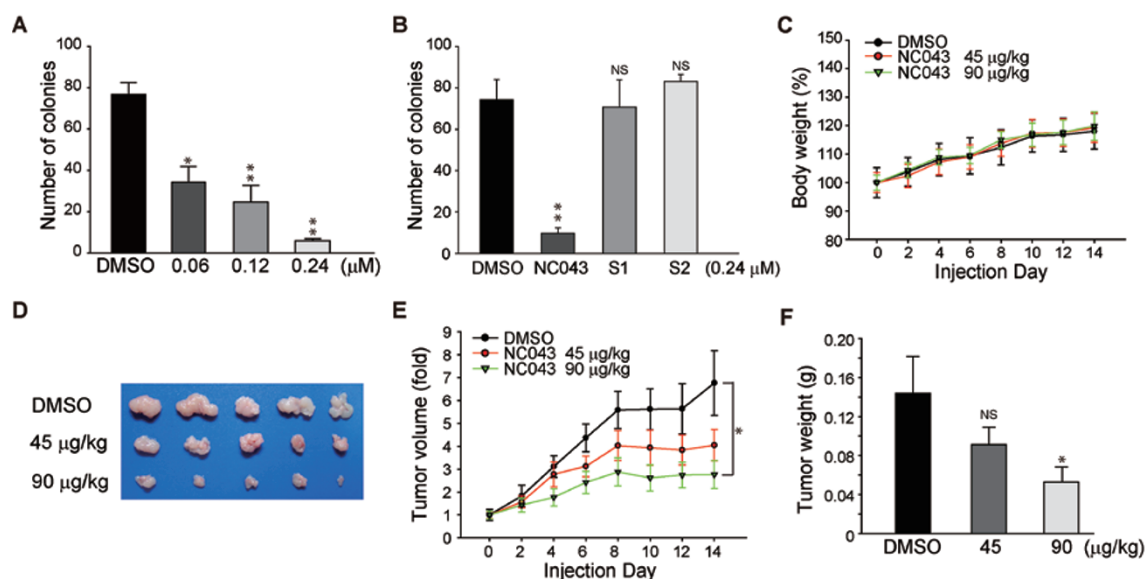 A
Number of colonies
100
80
60
40
20
0
*
**
**
DMSO 0.06 0.12 0.24 (μM)
B
Number of colonies
100
80
60
40
20
0
**
NS
NS
DMSO NC043 S1 S2 (0.24 μM)
C
DMSO
NC043 45 μg/kg
NC043 90 μg/kg
Body weight (%)
150
140
130
120
110
100
90
80
0 2 4 6 8 10 12 14
Injection Day
D
DMSO
45 μg/kg
90 μg/kg
E
DMSO
NC043 45 μg/kg
NC043 90 μg/kg
Tumor volume (fold)
9
8
7
6
5
4
3
2
1
0
*
0 2 4 6 8 10 12 14
Injection Day
F
Tumor weight (g)
0.20
0.16
0.12
0.08
0.04
0.00
NS
*
DMSO 45 90 (μg/kg)